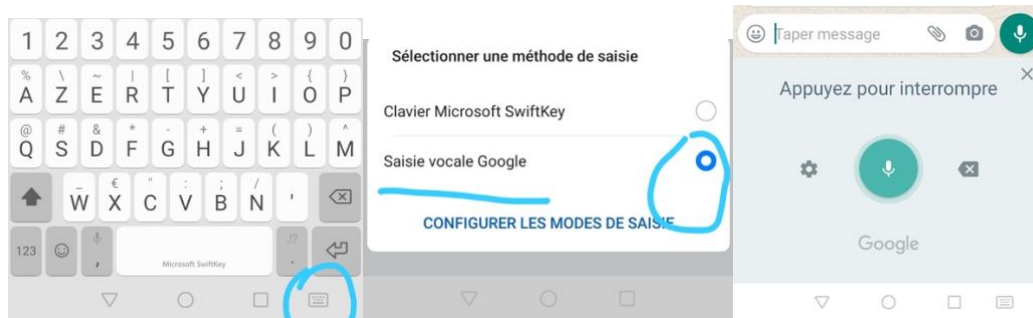 1 2 3 4 5 6 7 8 9 0
% \ ~ | [ ] < > { }
A Z E R T Y U I O P
@ # & * - + = ( ) ^
Q S D F G H J K L M
_ € " : ; /
W X C V B N '
123 , !? .
Microsoft SwiftKey
Sélectionner une méthode de saisie
Clavier Microsoft SwiftKey
Saisie vocale Google
CONFIGURER LES MODES DE SAISIE
Taper message
Appuyez pour interrompre
Google